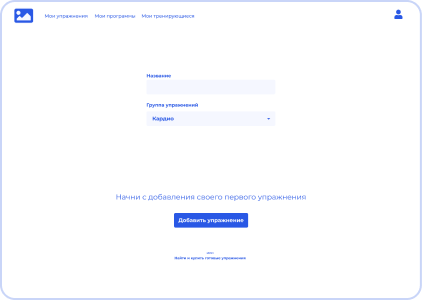 Мои упражнения Мои программы Мои тренирующиеся
Название
Группа упражнений
Кардио
Начни с добавления своего первого упражнения
Добавить упражнение
или
Найти и купить готовые упражнения